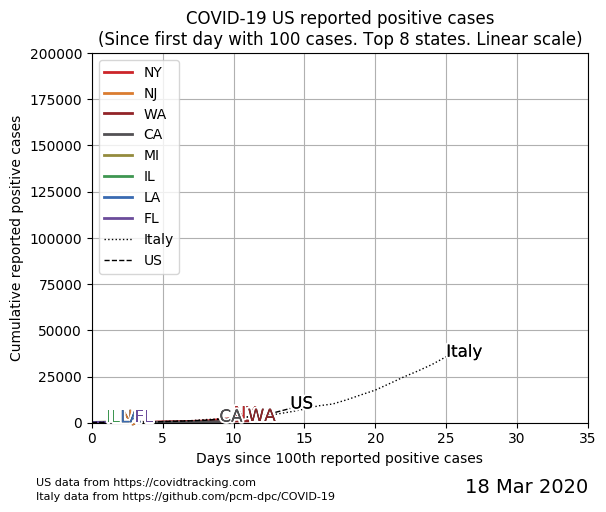 COVID-19 US reported positive cases
(Since first day with 100 cases. Top 8 states. Linear scale)
Cumulative reported positive cases
200000
175000
150000
125000
100000
75000
50000
25000
0
NY
NJ
WA
CA
MI
IL
LA
FL
Italy
US
Italy
US
IL
LA
FL
CA
WA
0 5 10 15 20 25 30 35
Days since 100th reported positive cases
US data from https://covidtracking.com
Italy data from https://github.com/pcm-dpc/COVID-19
18 Mar 2020